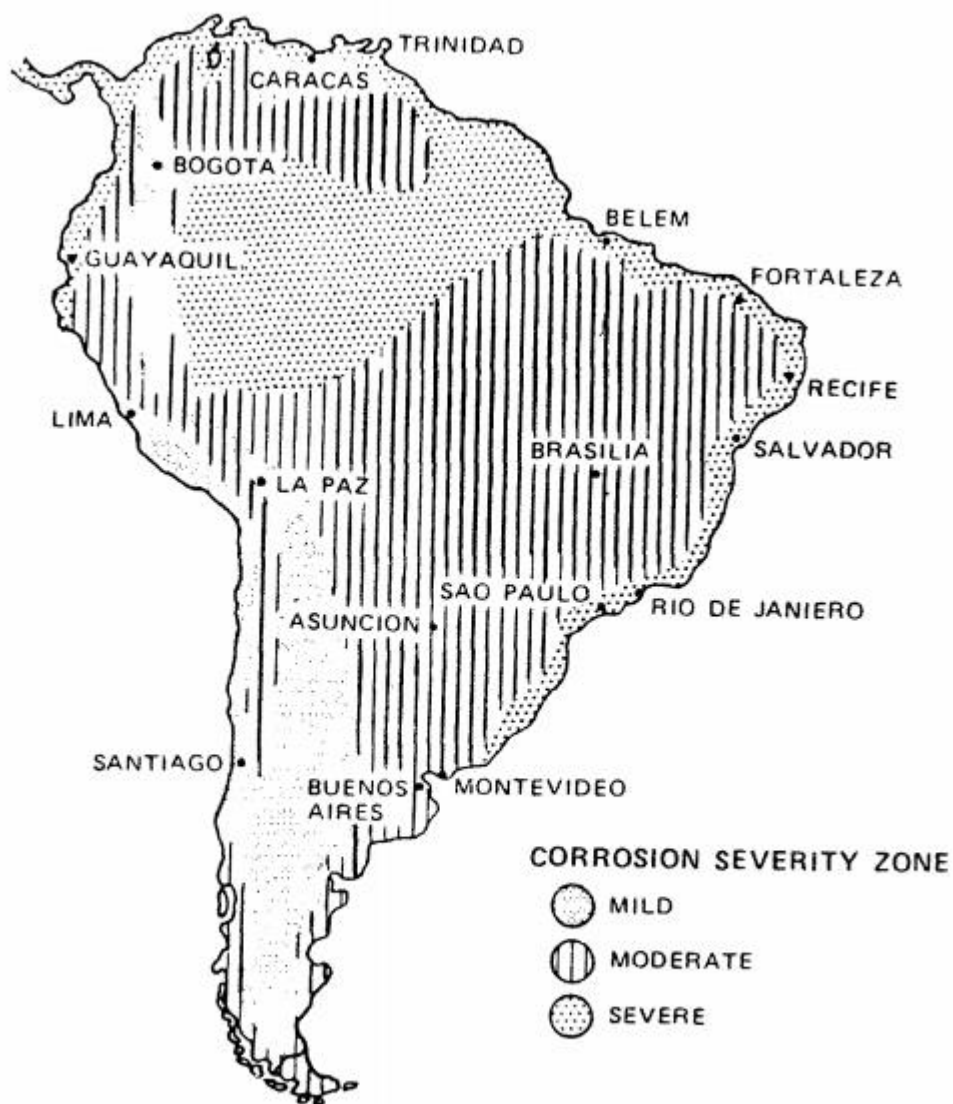 TRINIDAD
CARACAS
BOGOTA
BELEM
GUAYAQUIL
FORTALEZA
RECIFE
LIMA
BRASILIA
SALVADOR
LA PAZ
SAO PAULO
RIO DE JANIERO
ASUNCION
SANTIAGO
BUENOS
AIRES
MONTEVIDEO
CORROSION SEVERITY ZONE
MILD
MODERATE
SEVERE